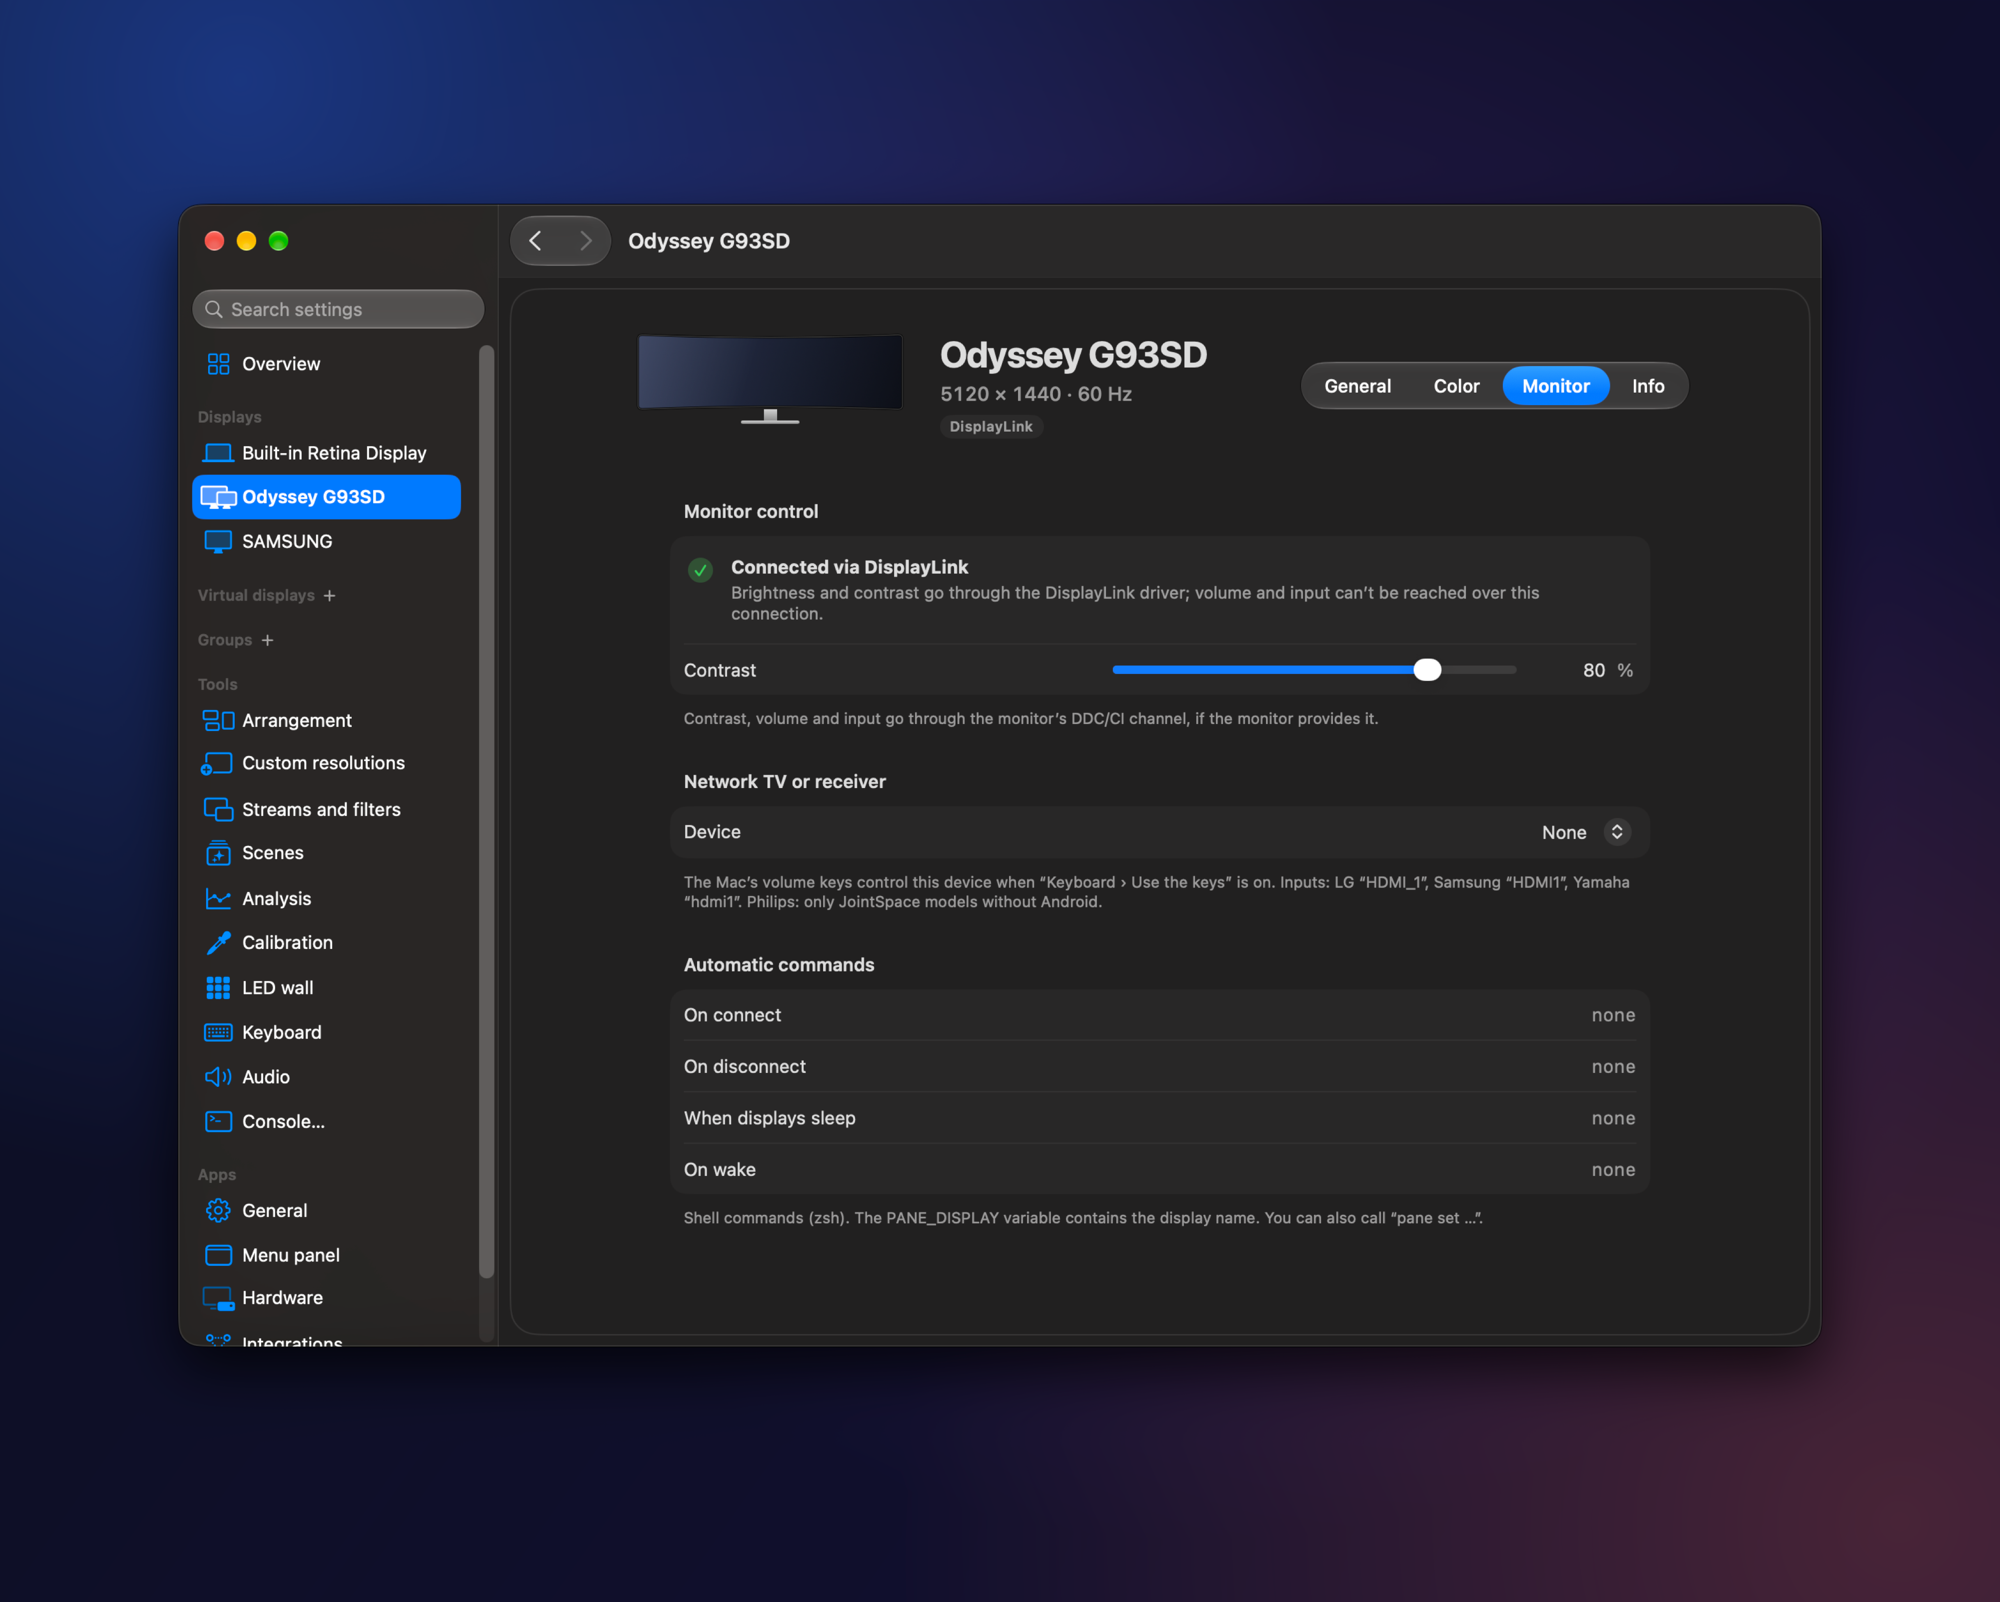 Odyssey G93SD
Search settings
Overview
Displays
Built-in Retina Display
Odyssey G93SD
SAMSUNG
Virtual displays +
Groups +
Tools
Arrangement
Custom resolutions
Streams and filters
Scenes
Analysis
Calibration
LED wall
Keyboard
Audio
Console...
Apps
General
Menu panel
Hardware
Integrations
Odyssey G93SD
5120 × 1440 · 60 Hz
DisplayLink
General Color Monitor Info
Monitor control
Connected via DisplayLink
Brightness and contrast go through the DisplayLink driver; volume and input can’t be reached over this
connection.
Contrast 80 %
Contrast, volume and input go through the monitor’s DDC/CI channel, if the monitor provides it.
Network TV or receiver
Device None
The Mac’s volume keys control this device when “Keyboard › Use the keys” is on. Inputs: LG “HDMI_1”, Samsung “HDMI1”, Yamaha
“hdmi1”. Philips: only JointSpace models without Android.
Automatic commands
On connect none
On disconnect none
When displays sleep none
On wake none
Shell commands (zsh). The PANE_DISPLAY variable contains the display name. You can also call “pane set ...”.